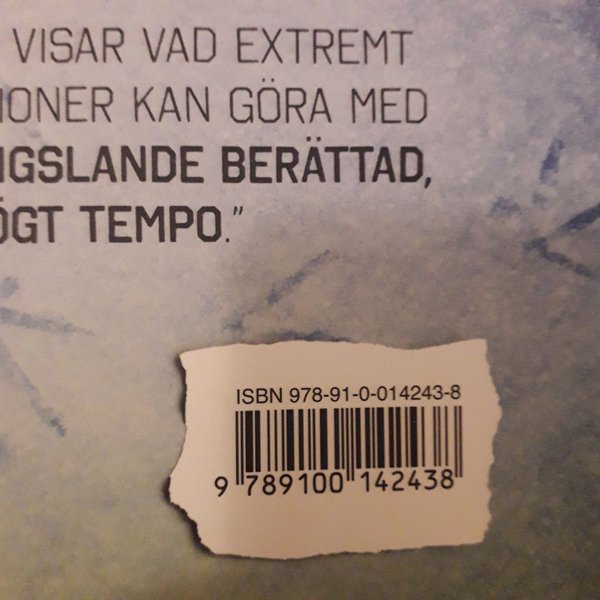 VISAR VAD EXTREMT
IONER KAN GÖRA MED
NGSLANDE BERÄTTAD,
ÖGT TEMPO.”
ISBN 978-91-0-014243-8
9 789100 142438